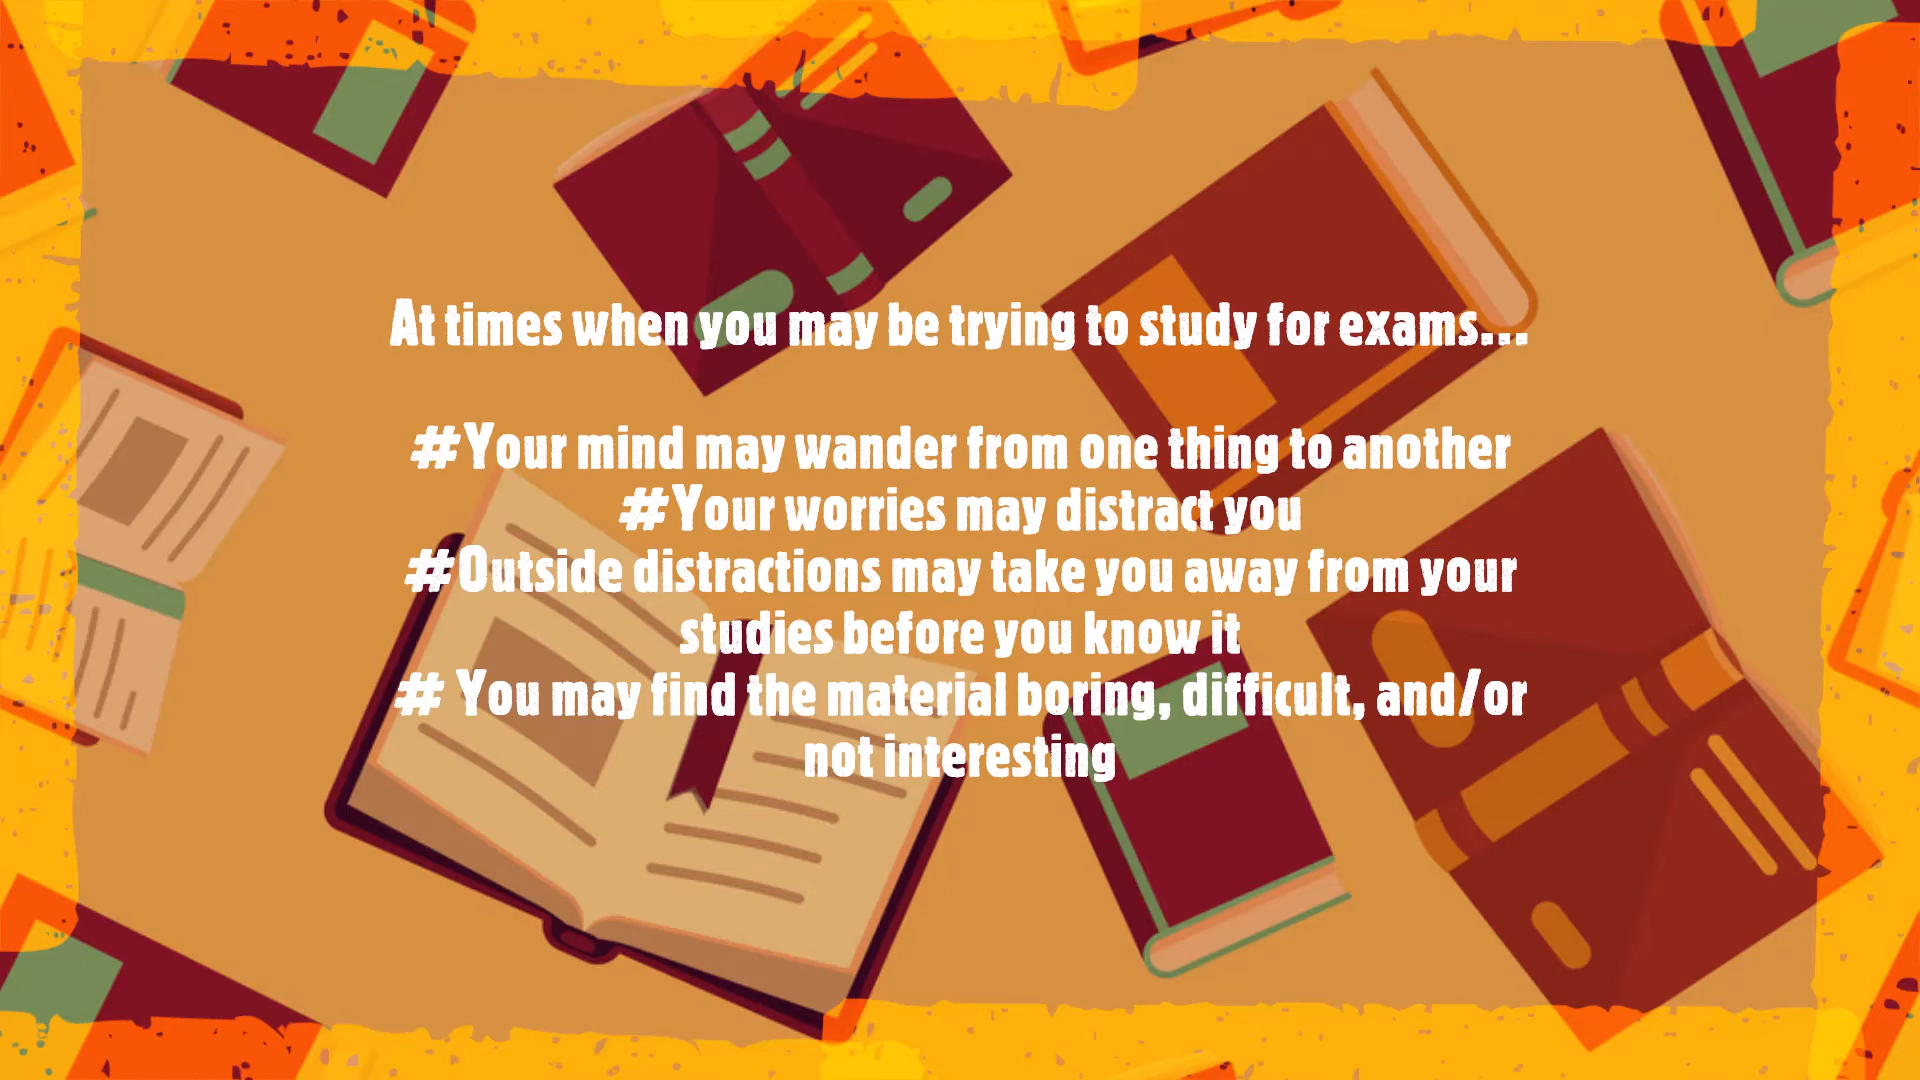 At times when you may be trying to study for exams...
#Your mind may wander from one thing to another
#Your worries may distract you
#Outside distractions may take you away from your
studies before you know it
# You may find the material boring, difficult, and/or
not interesting